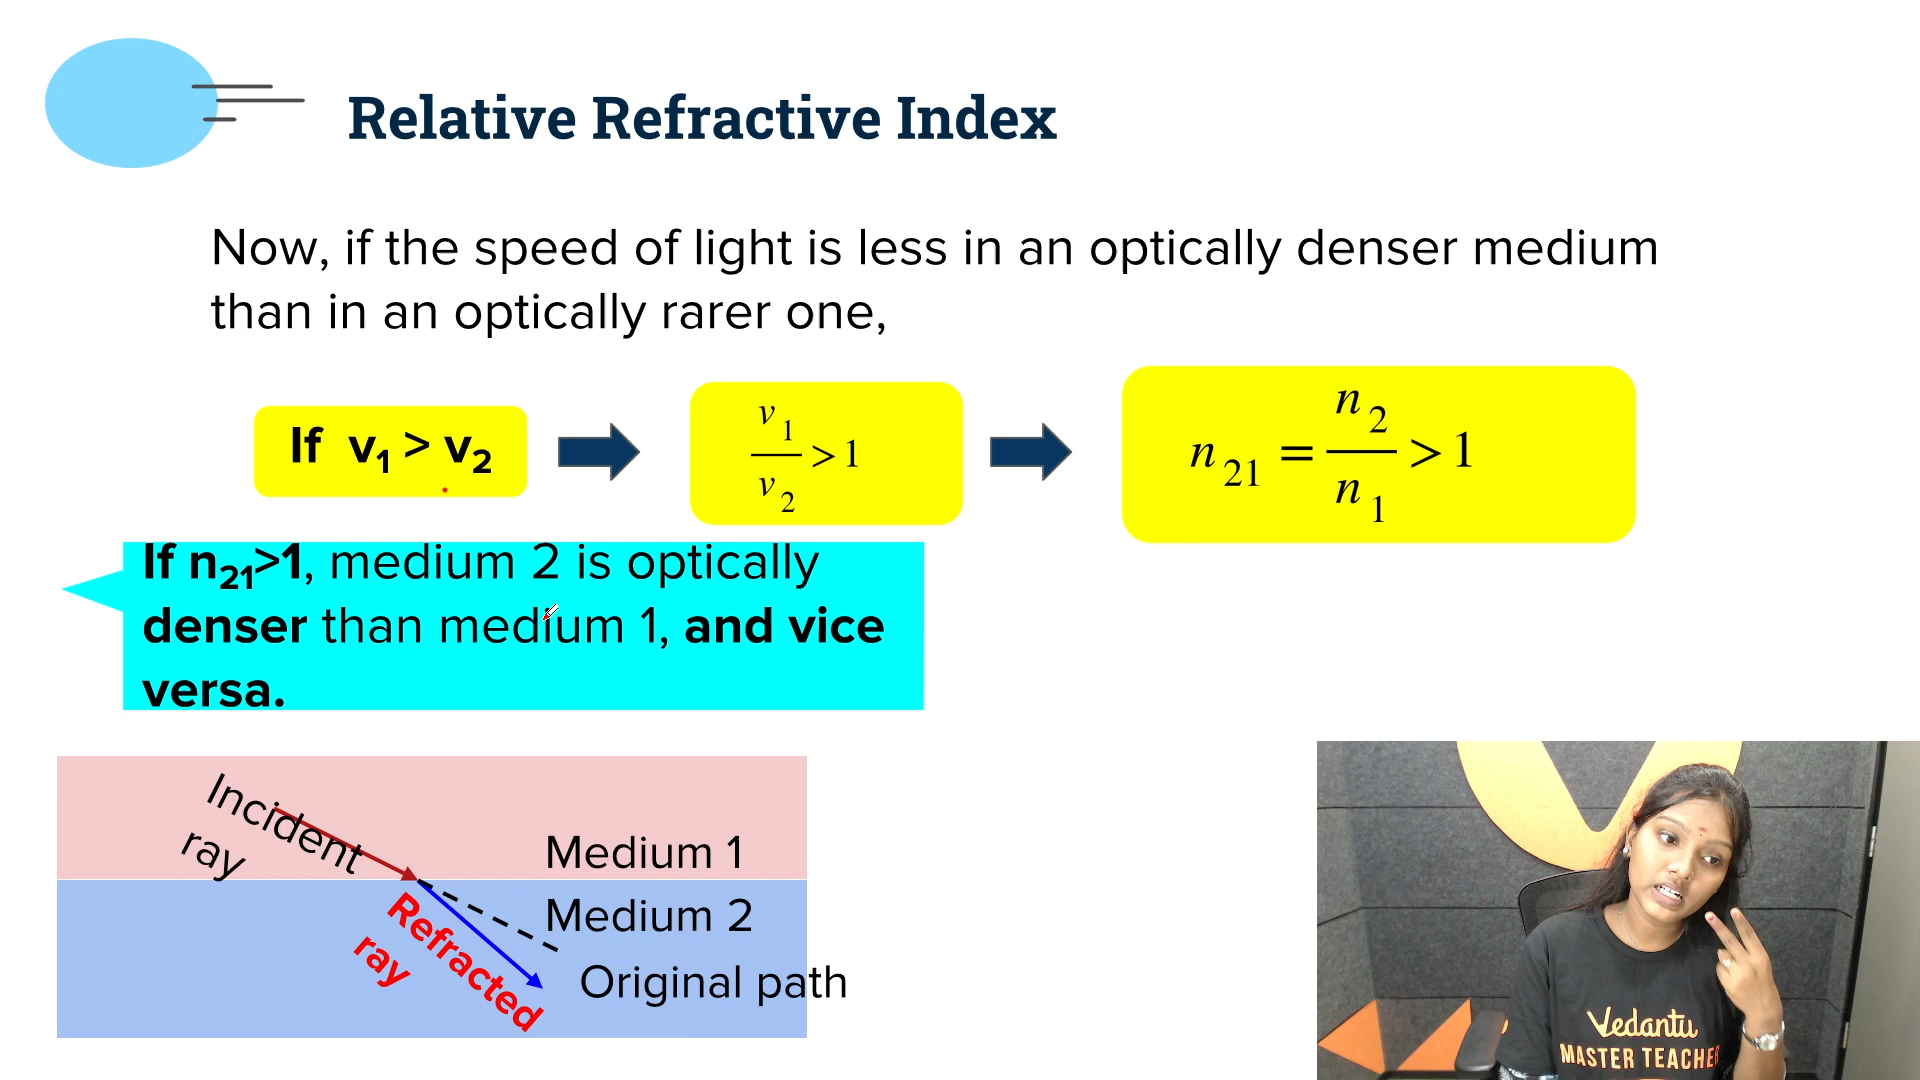 Relative Refractive Index
Now, if the speed of light is less in an optically denser medium
than in an optically rarer one,
If v₁ > v₂
v₁
v₂
> 1
n₂₁ = n₂
n₁
> 1
If n₂₁>1, medium 2 is optically
denser than medium 1, and vice
versa.
Incident
ray
Medium 1
Medium 2
Refracted
ray
Original path
Vedantu
MASTER TEACHER